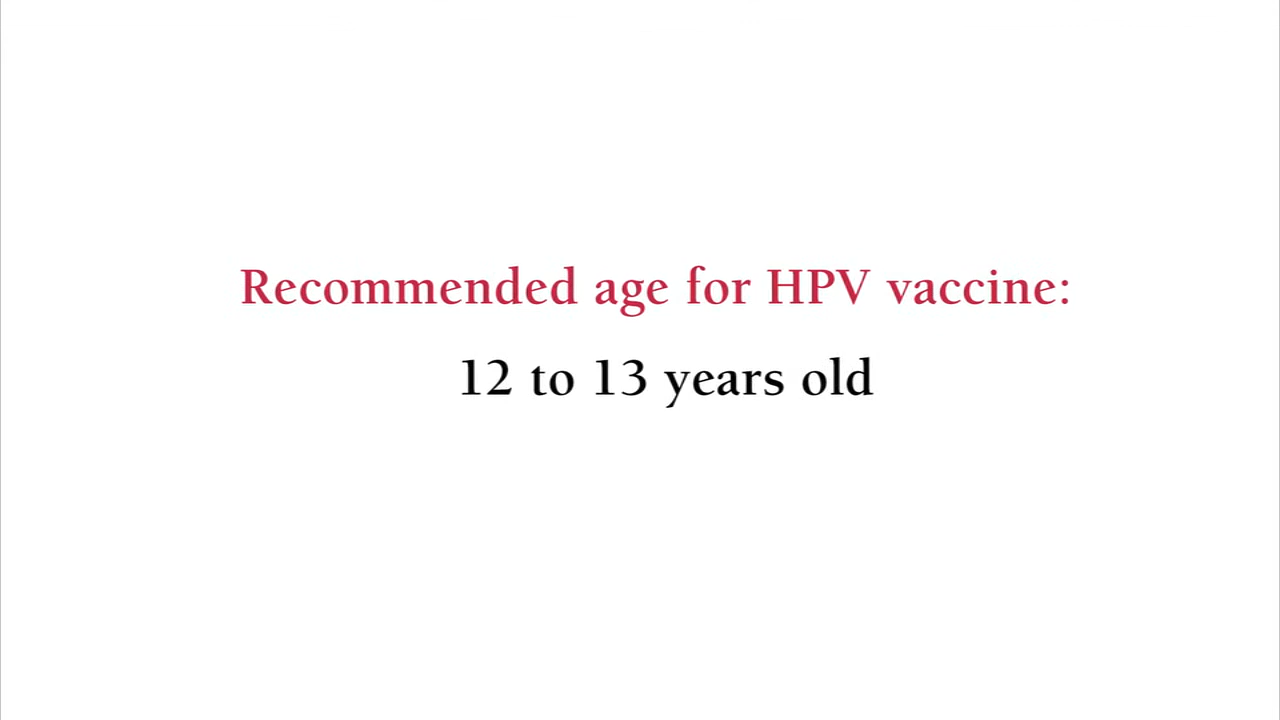 Recommended age for HPV vaccine:
12 to 13 years old